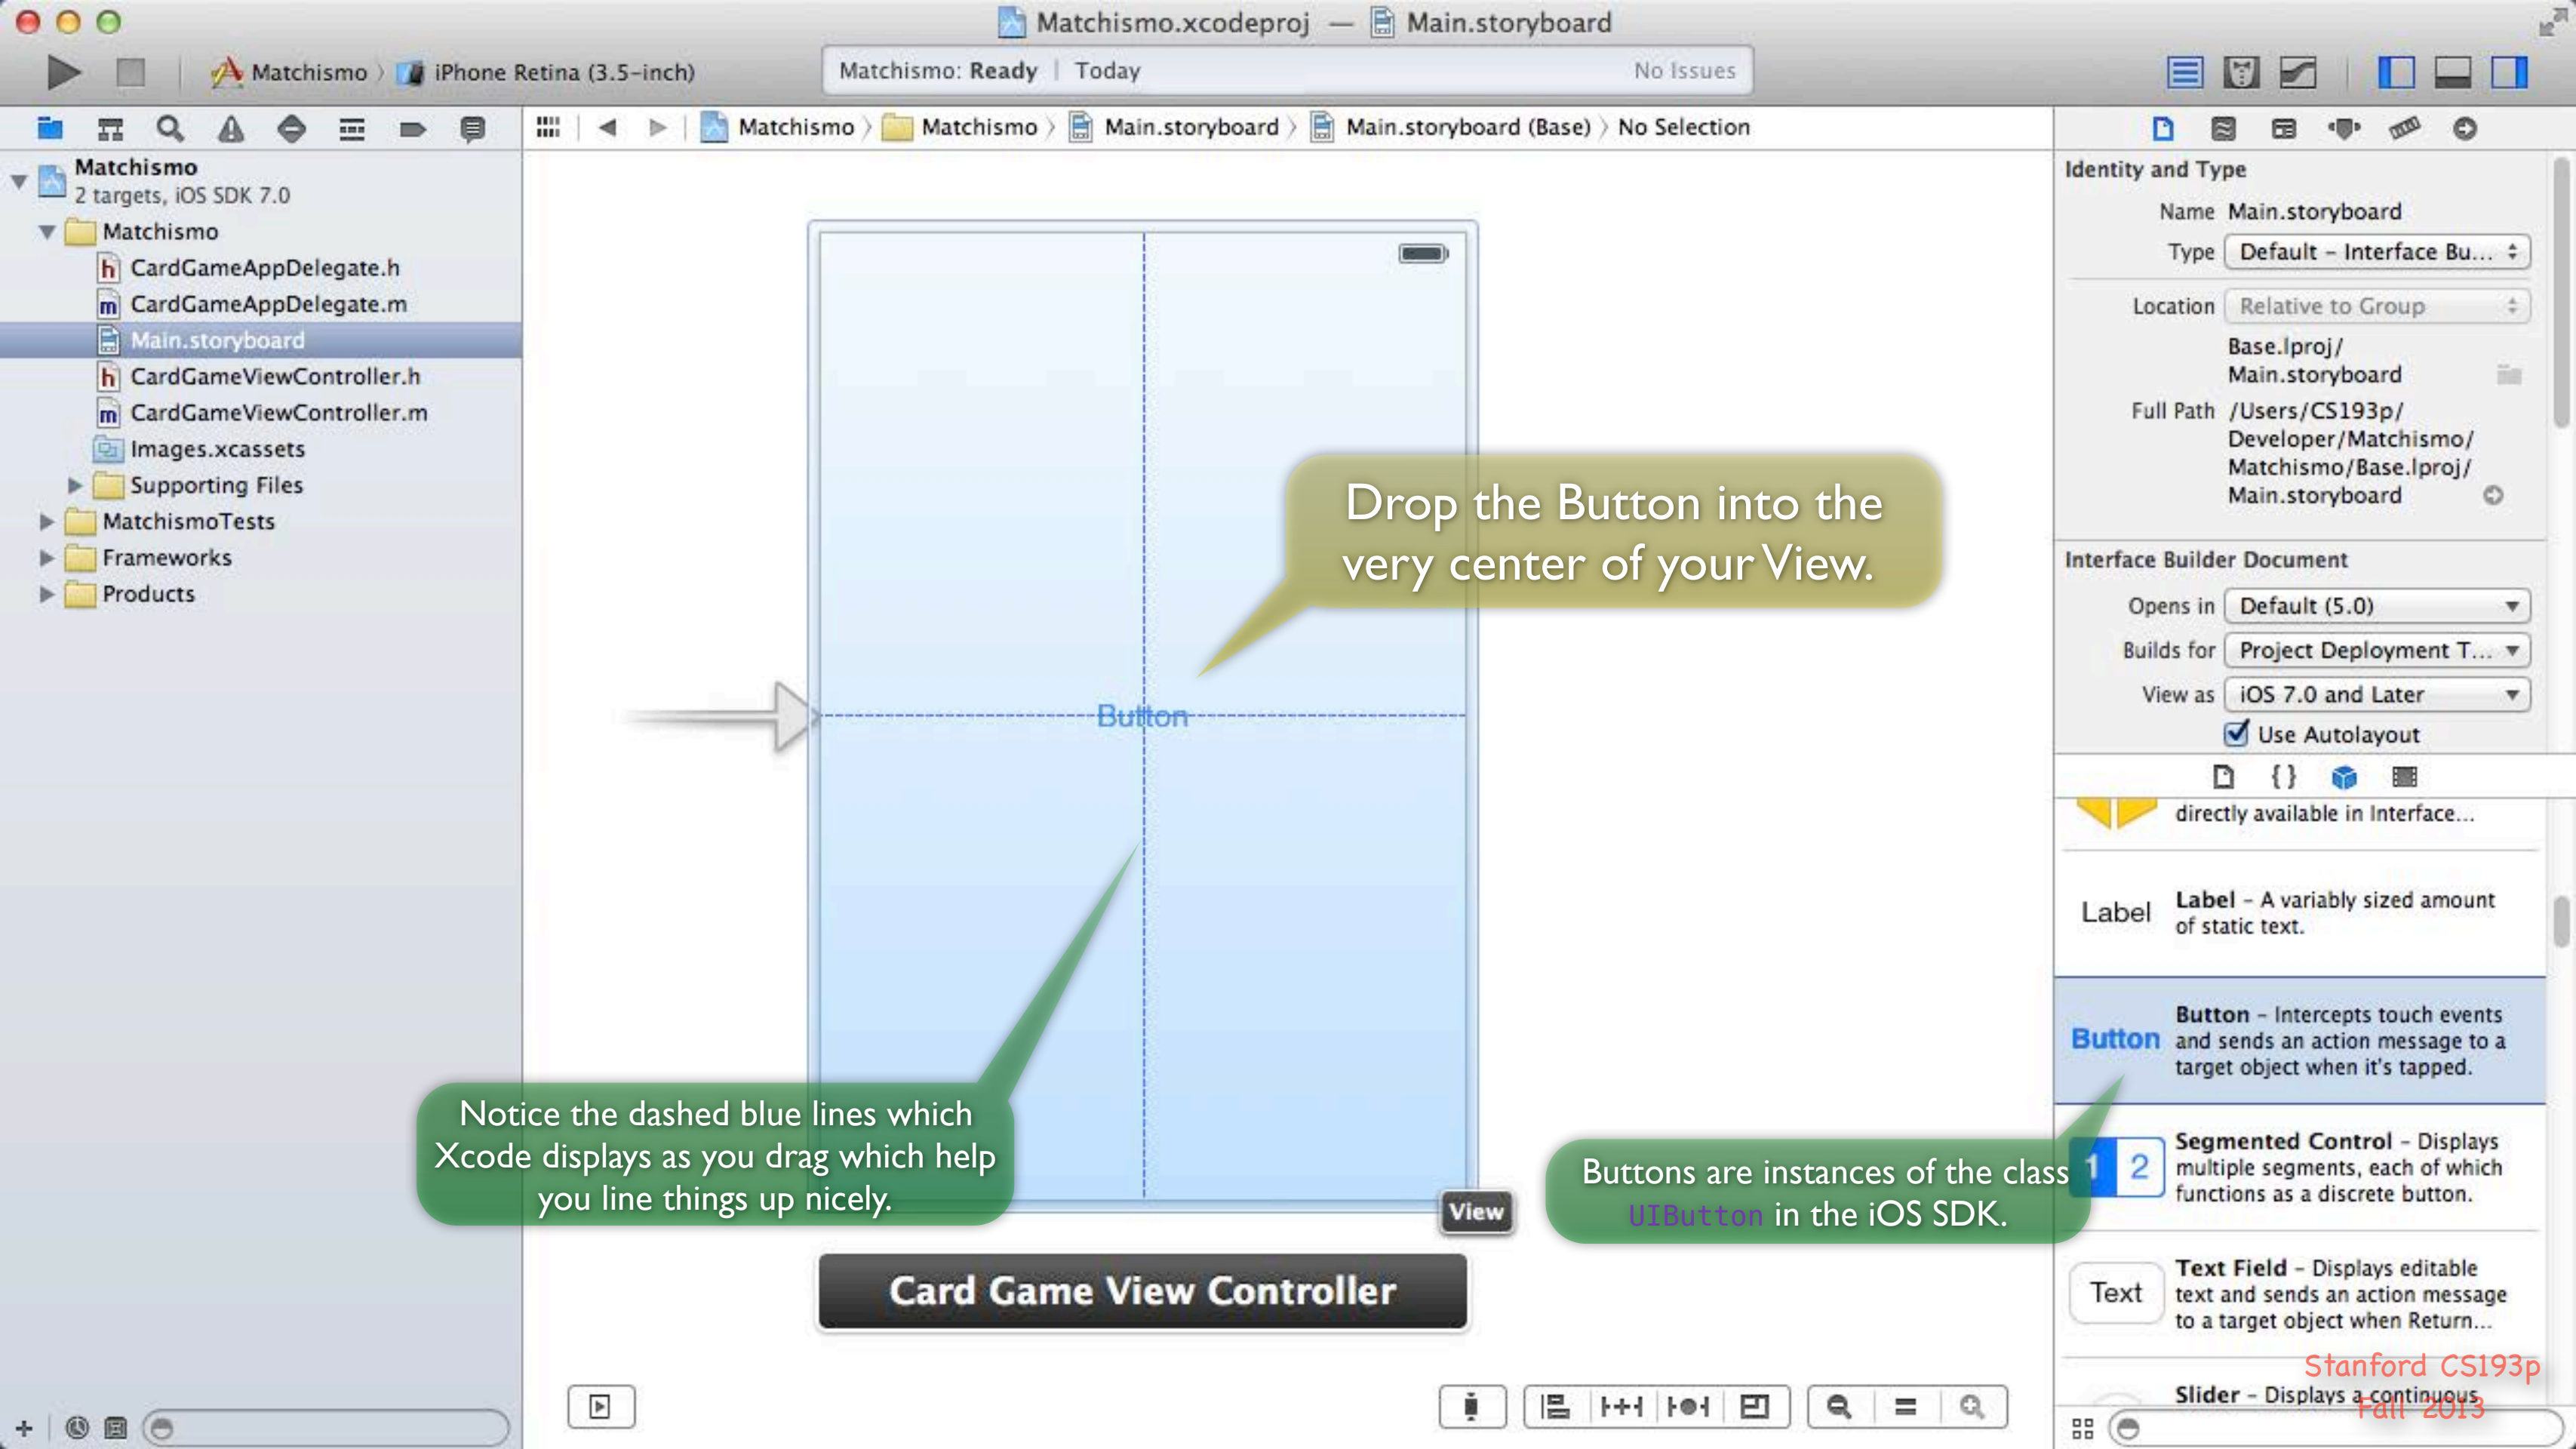 Matchismo.xcodeproj — Main.storyboard
Matchismo 〉 iPhone Retina (3.5-inch)
Matchismo: Ready | Today
No Issues
Matchismo 〉 Matchismo 〉 Main.storyboard 〉 Main.storyboard (Base) 〉 No Selection
Matchismo
2 targets, iOS SDK 7.0
Matchismo
h CardGameAppDelegate.h
m CardGameAppDelegate.m
Main.storyboard
h CardGameViewController.h
m CardGameViewController.m
Images.xcassets
Supporting Files
MatchismoTests
Frameworks
Products
Drop the Button into the
very center of your View.
Button
Notice the dashed blue lines which
Xcode displays as you drag which help
you line things up nicely.
View
Card Game View Controller
Buttons are instances of the class
UIButton in the iOS SDK.
Identity and Type
Name Main.storyboard
Type Default - Interface Bu...
Location Relative to Group
Base.lproj/
Main.storyboard
Full Path /Users/CS193p/
Developer/Matchismo/
Matchismo/Base.lproj/
Main.storyboard
Interface Builder Document
Opens in Default (5.0)
Builds for Project Deployment T...
View as iOS 7.0 and Later
Use Autolayout
{}
directly available in Interface...
Label
Label - A variably sized amount
of static text.
Button
Button - Intercepts touch events
and sends an action message to a
target object when it's tapped.
1 2
Segmented Control - Displays
multiple segments, each of which
functions as a discrete button.
Text
Text Field - Displays editable
text and sends an action message
to a target object when Return...
Slider - Displays a continuous
Stanford CS193p
Fall 2013